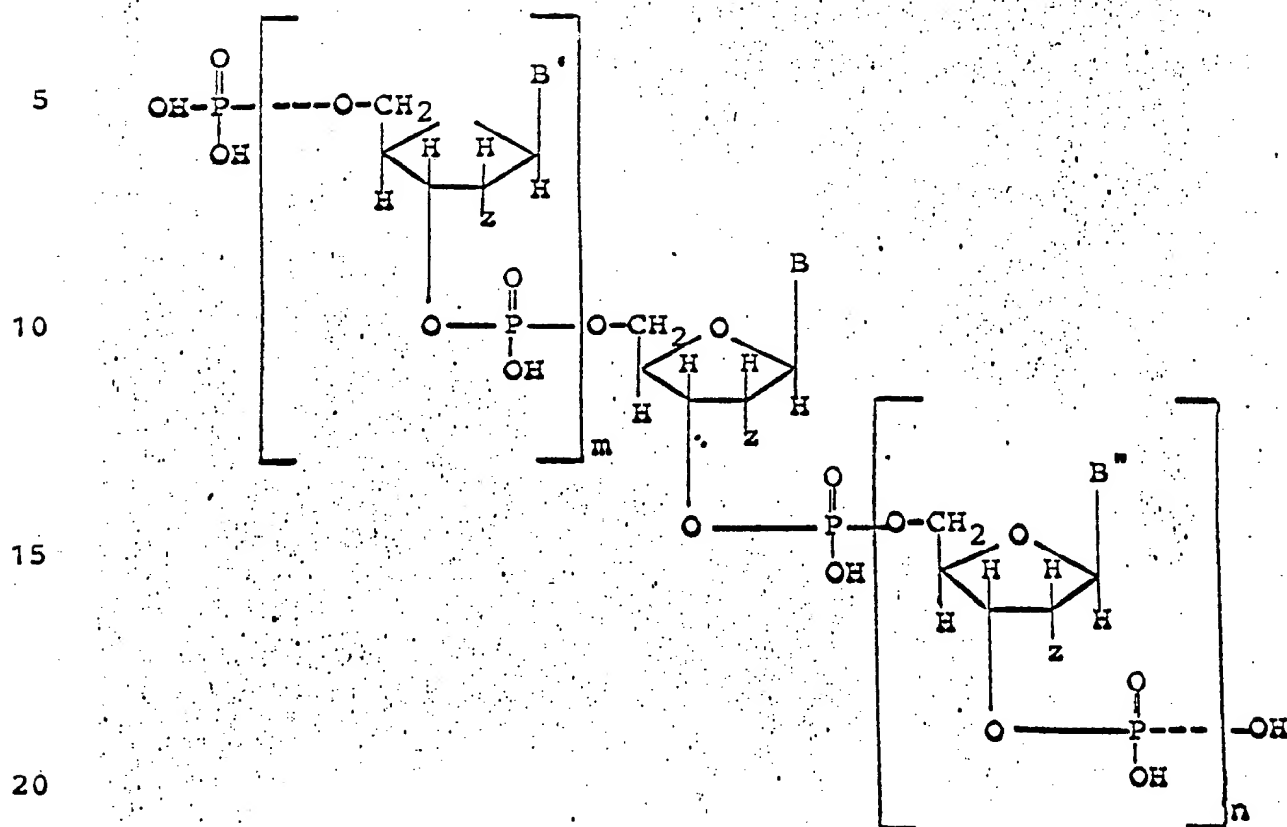 O
B'
5 OH-P-----O-CH2
OH
H H
H H
z
O B
10 O-P-O-CH2 O
OH H H
H H
m z
O B"
O-P-O-CH2 O
15 OH H H
H H
z
O
O-P----OH
20 OH
n